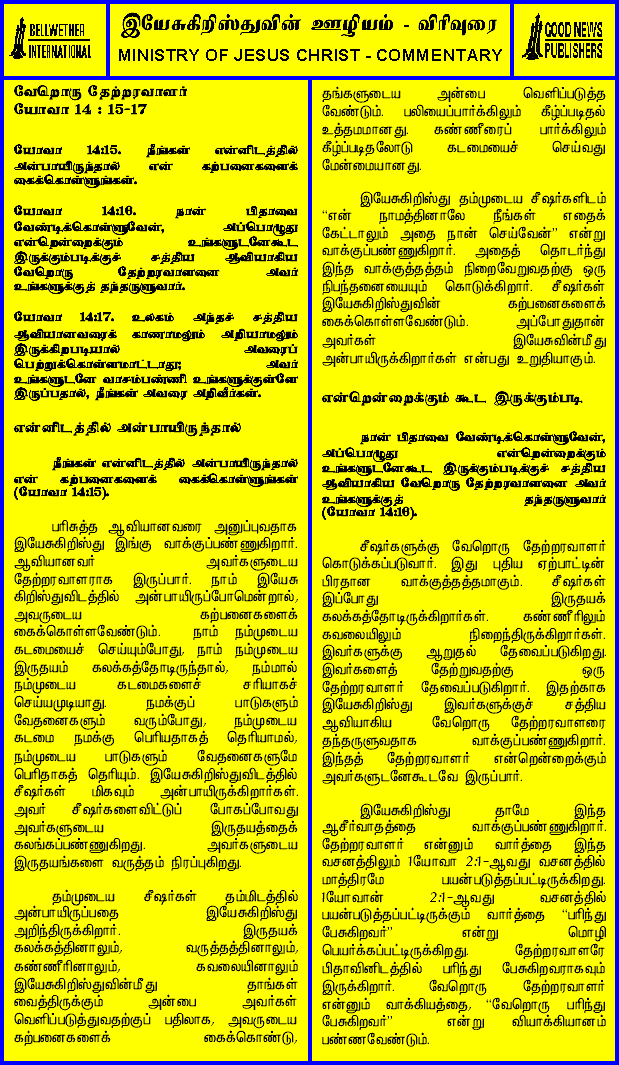 BELLWETHER
INTERNATIONAL
இயேசுகிறிஸ்துவின் ஊழியம் - விரிவுரை
MINISTRY OF JESUS CHRIST - COMMENTARY
GOOD NEWS
PUBLISHERS
வேறொரு தேற்றரவாளர்
யோவா 14 : 15-17
யோவா 14:15. நீங்கள் என்னிடத்தில்
அன்பாயிருந்தால் என் கற்பனைகளைக்
கைக்கொள்ளுங்கள்.
யோவா 14:16. நான் பிதாவை
வேண்டிக்கொள்ளுவேன், அப்பொழுது
என்றென்றைக்கும் உங்களுடனேகூட
இருக்கும்படிக்குச் சத்திய ஆவியாகிய
வேறொரு தேற்றரவாளனை அவர்
உங்களுக்குத் தந்தருளுவார்.
யோவா 14:17. உலகம் அந்தச் சத்திய
ஆவியானவரைக் காணாமலும் அறியாமலும்
இருக்கிறபடியால் அவரைப்
பெற்றுக்கொள்ளமாட்டாது; அவர்
உங்களுடனே வாசம்பண்ணி உங்களுக்குள்ளே
இருப்பதால், நீங்கள் அவரை அறிவீர்கள்.
என்னிடத்தில் அன்பாயிருந்தால்
நீங்கள் என்னிடத்தில் அன்பாயிருந்தால்
என் கற்பனைகளைக் கைக்கொள்ளுங்கள்
(யோவா 14:15).
பரிசுத்த ஆவியானவரை அனுப்புவதாக
இயேசுகிறிஸ்து இங்கு வாக்குப்பண்ணுகிறார்.
ஆவியானவர் அவர்களுடைய
தேற்றரவாளராக இருப்பார். நாம் இயேசு
கிறிஸ்துவிடத்தில் அன்பாயிருப்போமென்றால்,
அவருடைய கற்பனைகளைக்
கைக்கொள்ளவேண்டும். நாம் நம்முடைய
கடமையைச் செய்யும்போது, நாம் நம்முடைய
இருதயம் கலக்கத்தோடிருந்தால், நம்மால்
நம்முடைய கடமைகளைச் சரியாகச்
செய்யமுடியாது. நமக்குப் பாடுகளும்
வேதனைகளும் வரும்போது, நம்முடைய
கடமை நமக்கு பெரியதாகத் தெரியாமல்,
நம்முடைய பாடுகளும் வேதனைகளுமே
பெரிதாகத் தெரியும். இயேசுகிறிஸ்துவிடத்தில்
சீஷர்கள் மிகவும் அன்பாயிருக்கிறார்கள்.
அவர் சீஷர்களைவிட்டுப் போகப்போவது
அவர்களுடைய இருதயத்தைக்
கலங்கப்பண்ணுகிறது. அவர்களுடைய
இருதயங்களை வருத்தம் நிரப்புகிறது.
தம்முடைய சீஷர்கள் தம்மிடத்தில்
அன்பாயிருப்பதை இயேசுகிறிஸ்து
அறிந்திருக்கிறார். இருதயக்
கலக்கத்தினாலும், வருத்தத்தினாலும்,
கண்ணீரினாலும், கவலையினாலும்
இயேசுகிறிஸ்துவின்மீது தாங்கள்
வைத்திருக்கும் அன்பை அவர்கள்
வெளிப்படுத்துவதற்குப் பதிலாக, அவருடைய
கற்பனைகளைக் கைக்கொண்டு,
தங்களுடைய அன்பை வெளிப்படுத்த
வேண்டும். பலியைப்பார்க்கிலும் கீழ்ப்படிதல்
உத்தமமானது. கண்ணீரைப் பார்க்கிலும்
கீழ்ப்படிதலோடு கடமையைச் செய்வது
மேன்மையானது.
இயேசுகிறிஸ்து தம்முடைய சீஷர்களிடம்
“என் நாமத்தினாலே நீங்கள் எதைக்
கேட்டாலும் அதை நான் செய்வேன்” என்று
வாக்குப்பண்ணுகிறார். அதைத் தொடர்ந்து
இந்த வாக்குத்தத்தம் நிறைவேறுவதற்கு ஒரு
நிபந்தனையையும் கொடுக்கிறார். சீஷர்கள்
இயேசுகிறிஸ்துவின் கற்பனைகளைக்
கைக்கொள்ளவேண்டும். அப்போதுதான்
அவர்கள் இயேசுவின்மீது
அன்பாயிருக்கிறார்கள் என்பது உறுதியாகும்.
என்றென்றைக்கும் கூட இருக்கும்படி
நான் பிதாவை வேண்டிக்கொள்ளுவேன்,
அப்பொழுது என்றென்றைக்கும்
உங்களுடனேகூட இருக்கும்படிக்குச் சத்திய
ஆவியாகிய வேறொரு தேற்றரவாளனை அவர்
உங்களுக்குத் தந்தருளுவார்
(யோவா 14:16).
சீஷர்களுக்கு வேறொரு தேற்றரவாளர்
கொடுக்கப்படுவார். இது புதிய ஏற்பாட்டின்
பிரதான வாக்குத்தத்தமாகும். சீஷர்கள்
இப்போது இருதயக்
கலக்கத்தோடிருக்கிறார்கள். கண்ணீரிலும்
கவலையிலும் நிறைந்திருக்கிறார்கள்.
இவர்களுக்கு ஆறுதல் தேவைப்படுகிறது.
இவர்களைத் தேற்றுவதற்கு ஒரு
தேற்றரவாளர் தேவைப்படுகிறார். இதற்காக
இயேசுகிறிஸ்து இவர்களுக்குச் சத்திய
ஆவியாகிய வேறொரு தேற்றரவாளரை
தந்தருளுவதாக வாக்குப்பண்ணுகிறார்.
இந்தத் தேற்றரவாளர் என்றென்றைக்கும்
அவர்களுடனேகூடவே இருப்பார்.
இயேசுகிறிஸ்து தாமே இந்த
ஆசீர்வாதத்தை வாக்குப்பண்ணுகிறார்.
தேற்றரவாளர் என்னும் வார்த்தை இந்த
வசனத்திலும் 1யோவா 2:1-ஆவது வசனத்தில்
மாத்திரமே பயன்படுத்தப்பட்டிருக்கிறது.
1யோவான் 2:1-ஆவது வசனத்தில்
பயன்படுத்தப்பட்டிருக்கும் வார்த்தை “பரிந்து
பேசுகிறவர்” என்று மொழி
பெயர்க்கப்பட்டிருக்கிறது. தேற்றரவாளரே
பிதாவினிடத்தில் பரிந்து பேசுகிறவராகவும்
இருக்கிறார். வேறொரு தேற்றரவாளர்
என்னும் வாக்கியத்தை, “வேறொரு பரிந்து
பேசுகிறவர்” என்று வியாக்கியானம்
பண்ணவேண்டும்.